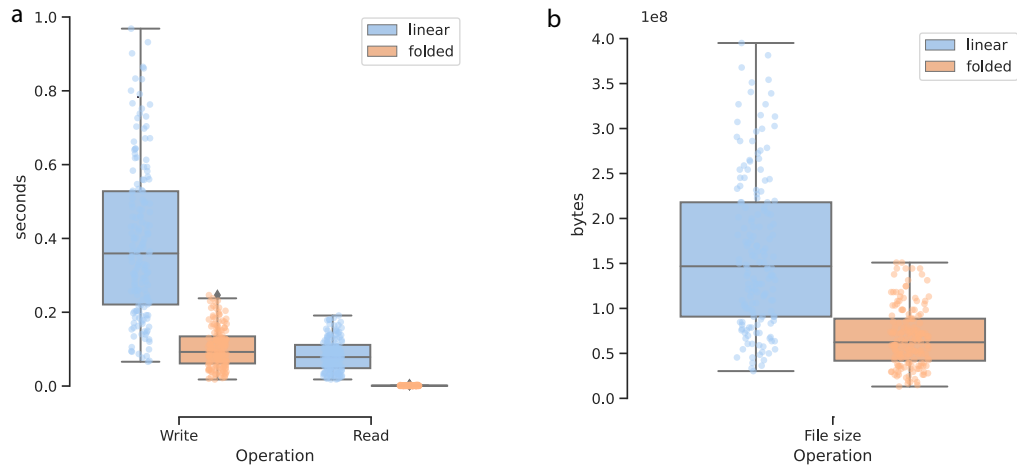 a
1.0
0.8
0.6
0.4
0.2
0.0
seconds
linear
folded
Write
Read
Operation
b
1e8
4.0
3.5
3.0
2.5
2.0
1.5
1.0
0.5
0.0
bytes
linear
folded
File size
Operation